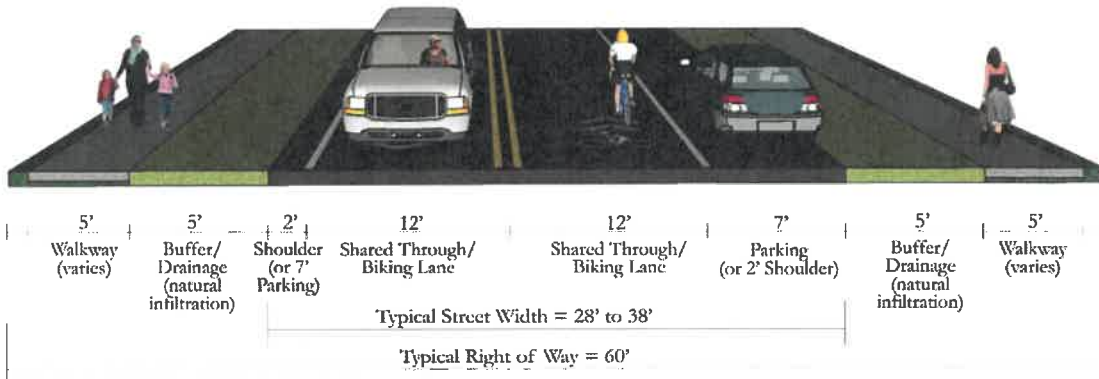 5' 5' 2' 12' 12' 7' 5' 5'
Walkway
(varies)
Buffer/
Drainage
(natural
infiltration)
Shoulder
(or 7'
Parking)
Shared Through/
Biking Lane
Shared Through/
Biking Lane
Parking
(or 2' Shoulder)
Buffer/
Drainage
(natural
infiltration)
Walkway
(varies)
Typical Street Width = 28' to 38'
Typical Right of Way = 60'